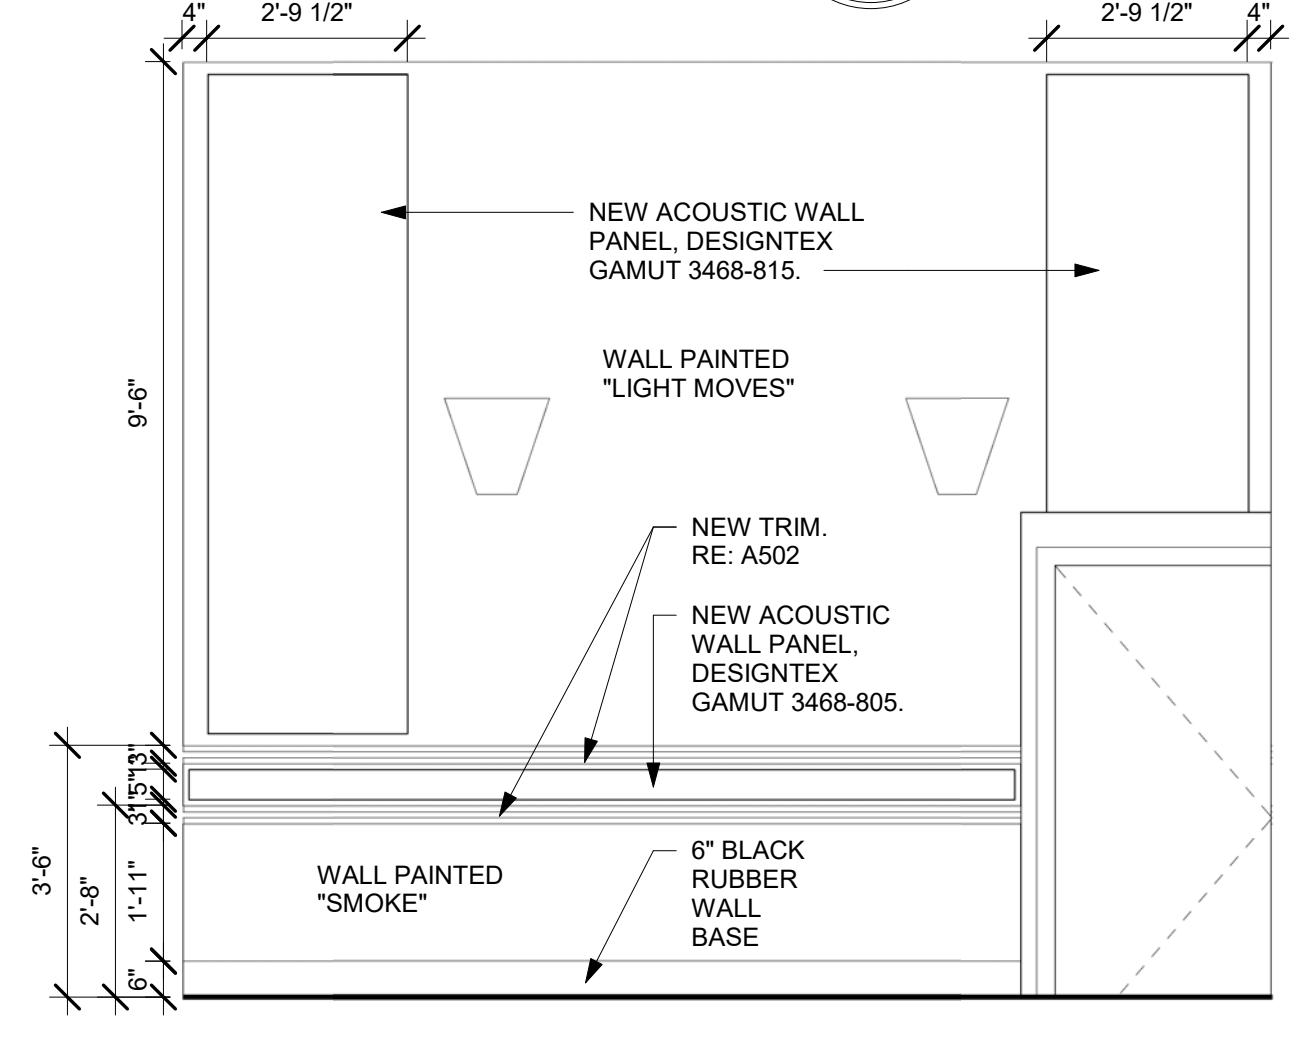 4" 2'-9 1/2" 2'-9 1/2" 4"
NEW ACOUSTIC WALL
PANEL, DESIGNTEX
GAMUT 3468-815.
WALL PAINTED
"LIGHT MOVES"
9'-6"
NEW TRIM.
RE: A502
NEW ACOUSTIC
WALL PANEL,
DESIGNTEX
GAMUT 3468-805.
3"
3"
3'-6"
2'-8"
1'-11"
6"
WALL PAINTED
"SMOKE"
6" BLACK
RUBBER
WALL
BASE